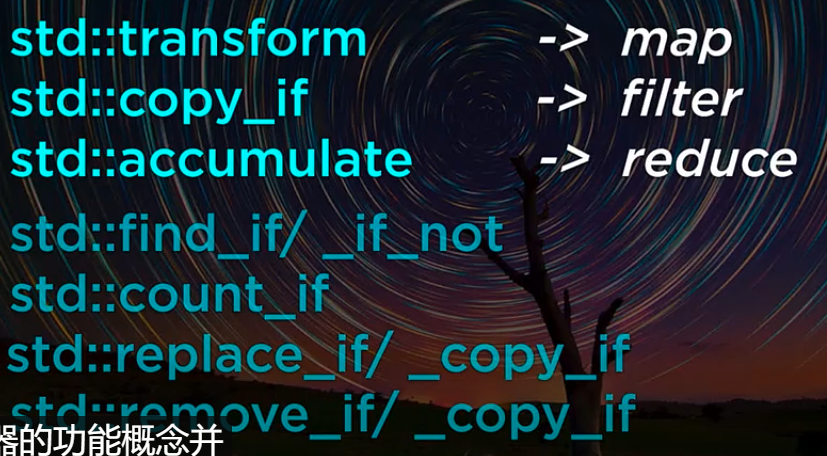 std::transform -> map
std::copy_if -> filter
std::accumulate -> reduce
std::find_if/ _if_not
std::count_if
std::replace_if/ _copy_if
std::remove_if/ _copy_if
器的功能概念并